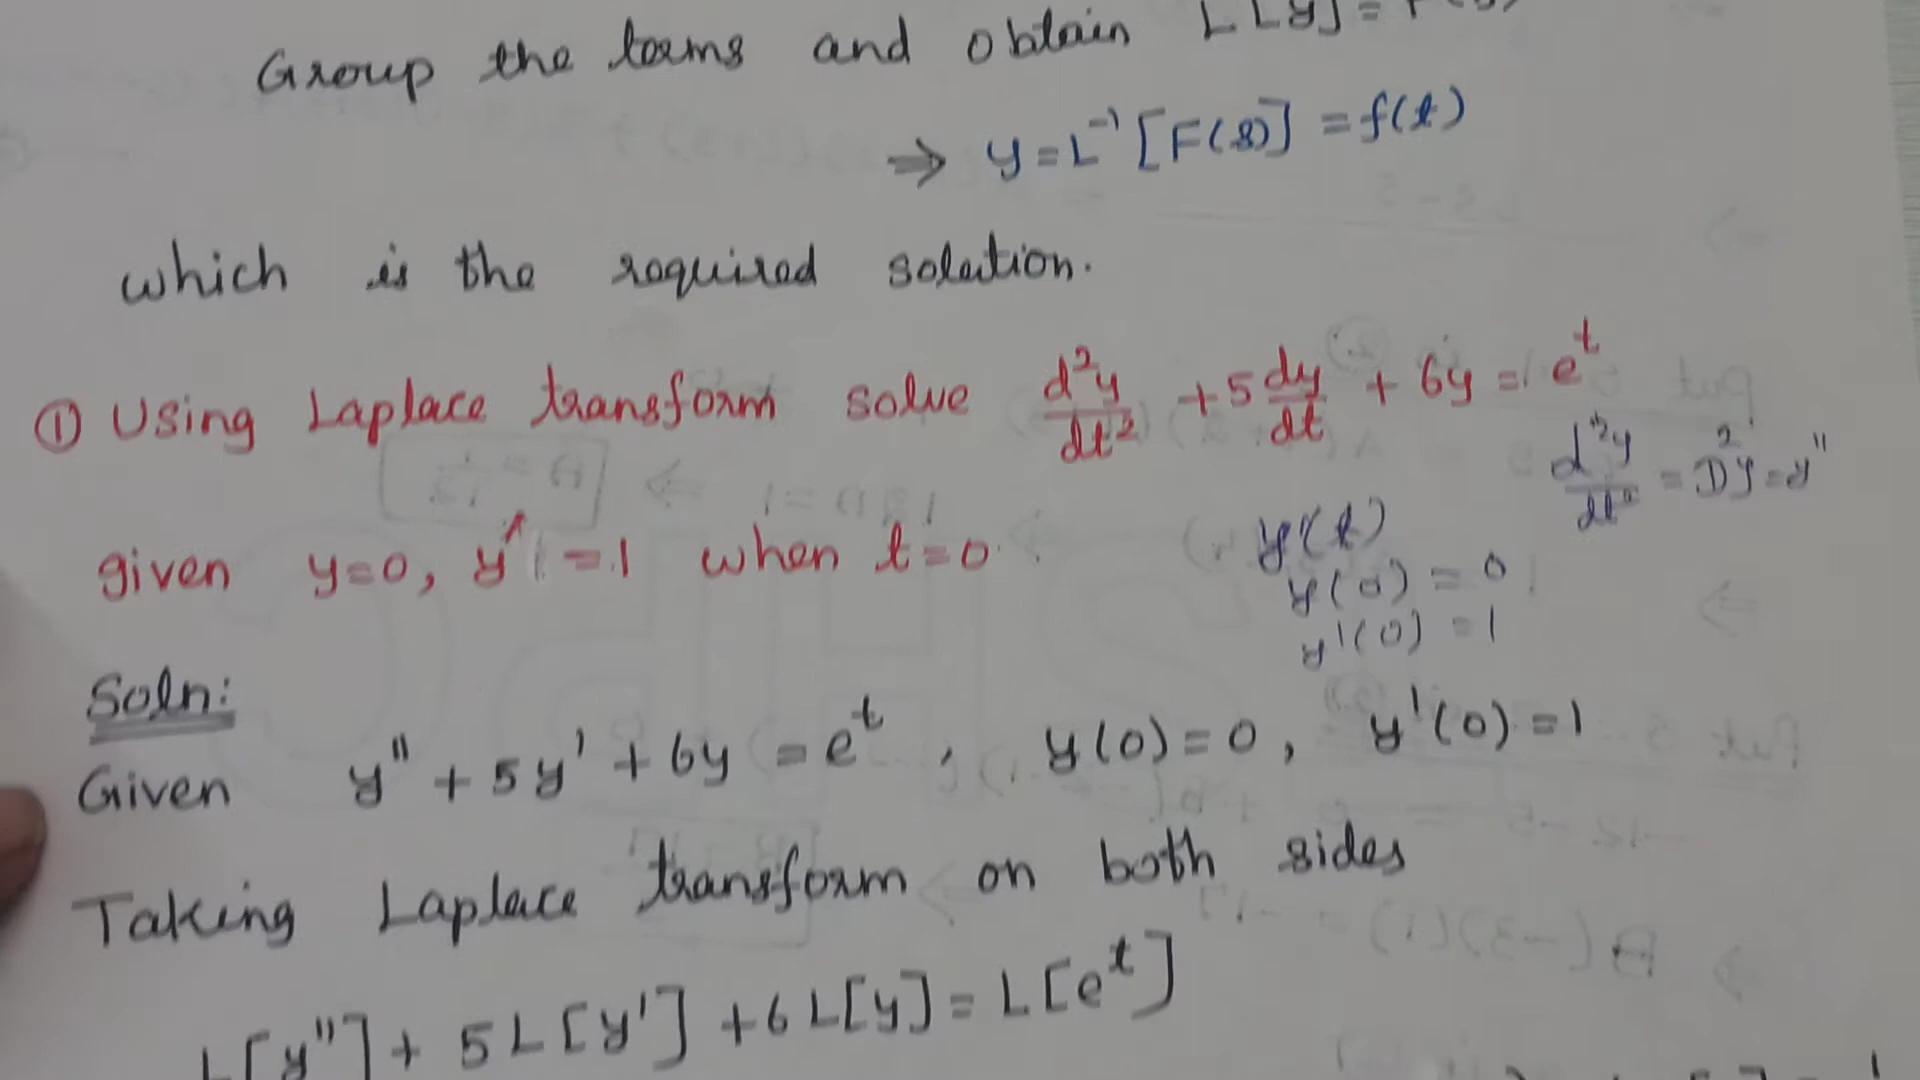 Group the terms and obtain L[y] =
⇒ y = L⁻¹ [F(s)] = f(t)
which is the required solution.
① Using Laplace transform solve d²y/dt² + 5 dy/dt + 6y = eᵗ
d²y/dt² = D²y = y''
given y=0, y' = 1 when t=0.
y(t)
y(0) = 0
y'(0) = 1
Soln:
Given y'' + 5y' + 6y = eᵗ , y(0) = 0, y'(0) = 1
Taking Laplace transform on both sides
L[y''] + 5 L[y'] + 6 L[y] = L[eᵗ]